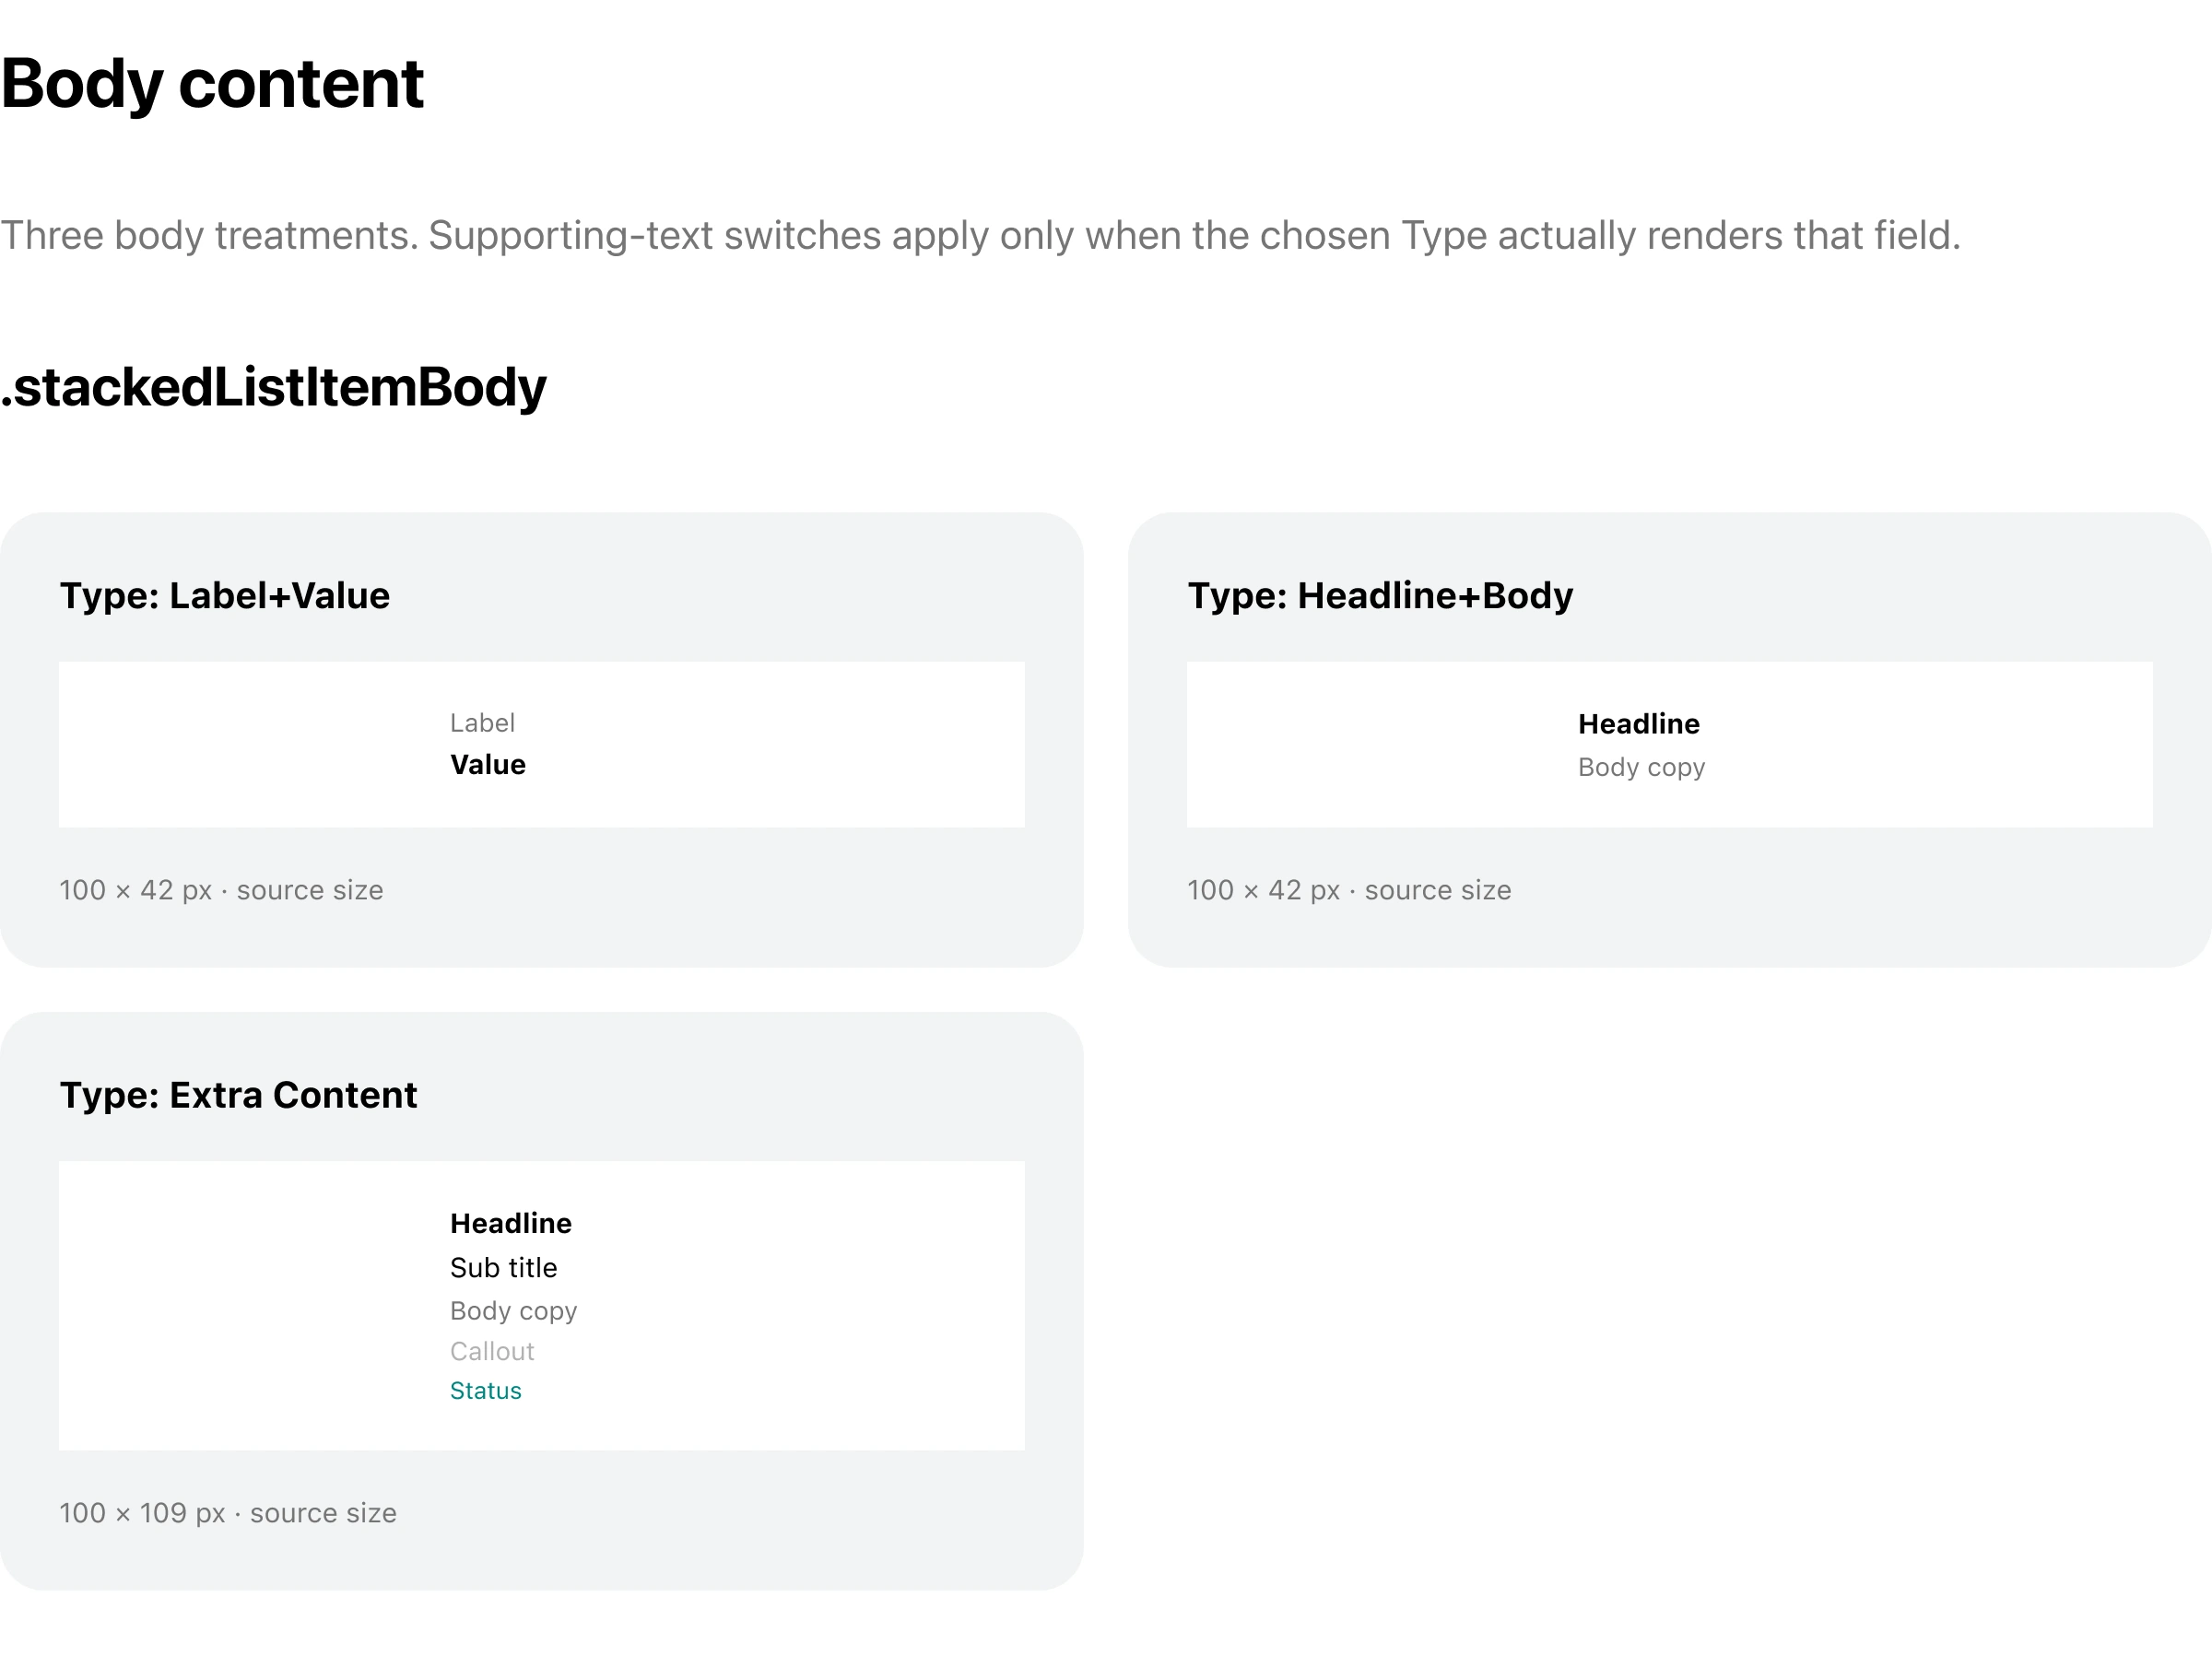 Body content
Three body treatments. Supporting-text switches apply only when the chosen Type actually renders that field.
.stackedListItemBody
Type: Label+Value
Label
Value
100 × 42 px · source size
Type: Headline+Body
Headline
Body copy
100 × 42 px · source size
Type: Extra Content
Headline
Sub title
Body copy
Callout
Status
100 × 109 px · source size